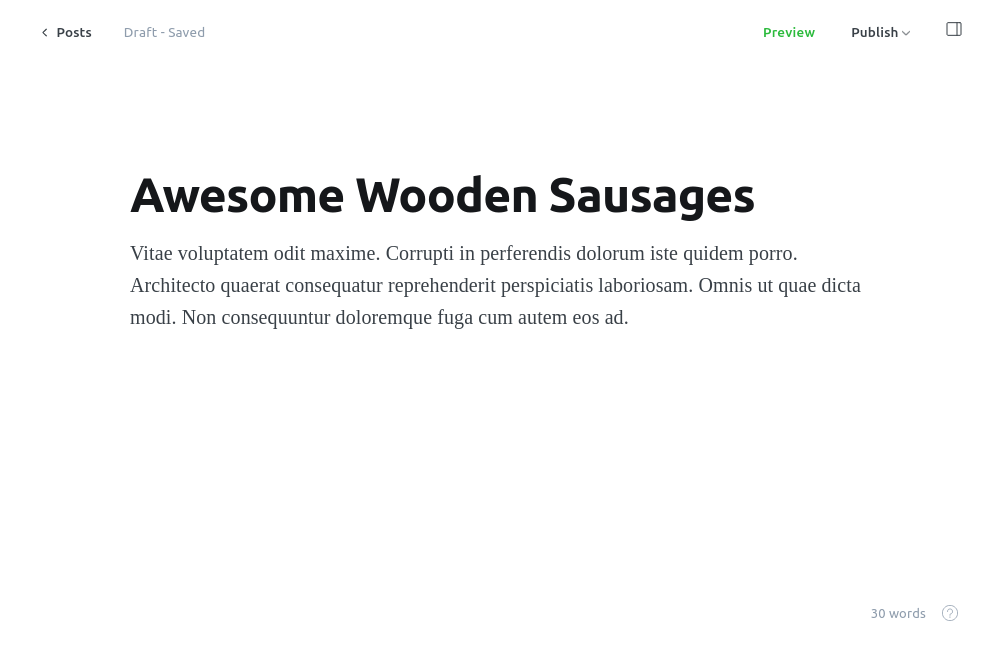 Posts
Draft - Saved
Preview
Publish
Awesome Wooden Sausages
Vitae voluptatem odit maxime. Corrupti in perferendis dolorum iste quidem porro.
Architecto quaerat consequatur reprehenderit perspiciatis laboriosam. Omnis ut quae dicta
modi. Non consequuntur doloremque fuga cum autem eos ad.
30 words
?